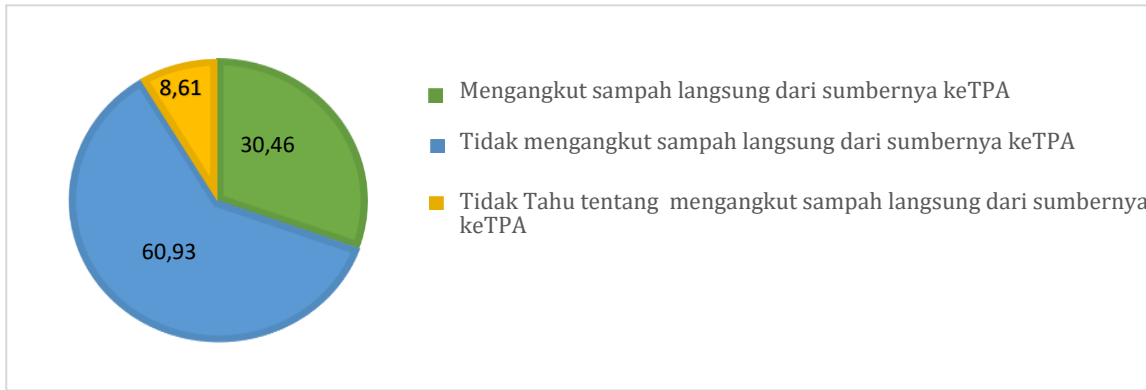 8,61
30,46
60,93
Mengangkut sampah langsung dari sumbernya keTPA
Tidak mengangkut sampah langsung dari sumbernya keTPA
Tidak Tahu tentang  mengangkut sampah langsung dari sumbernya
keTPA